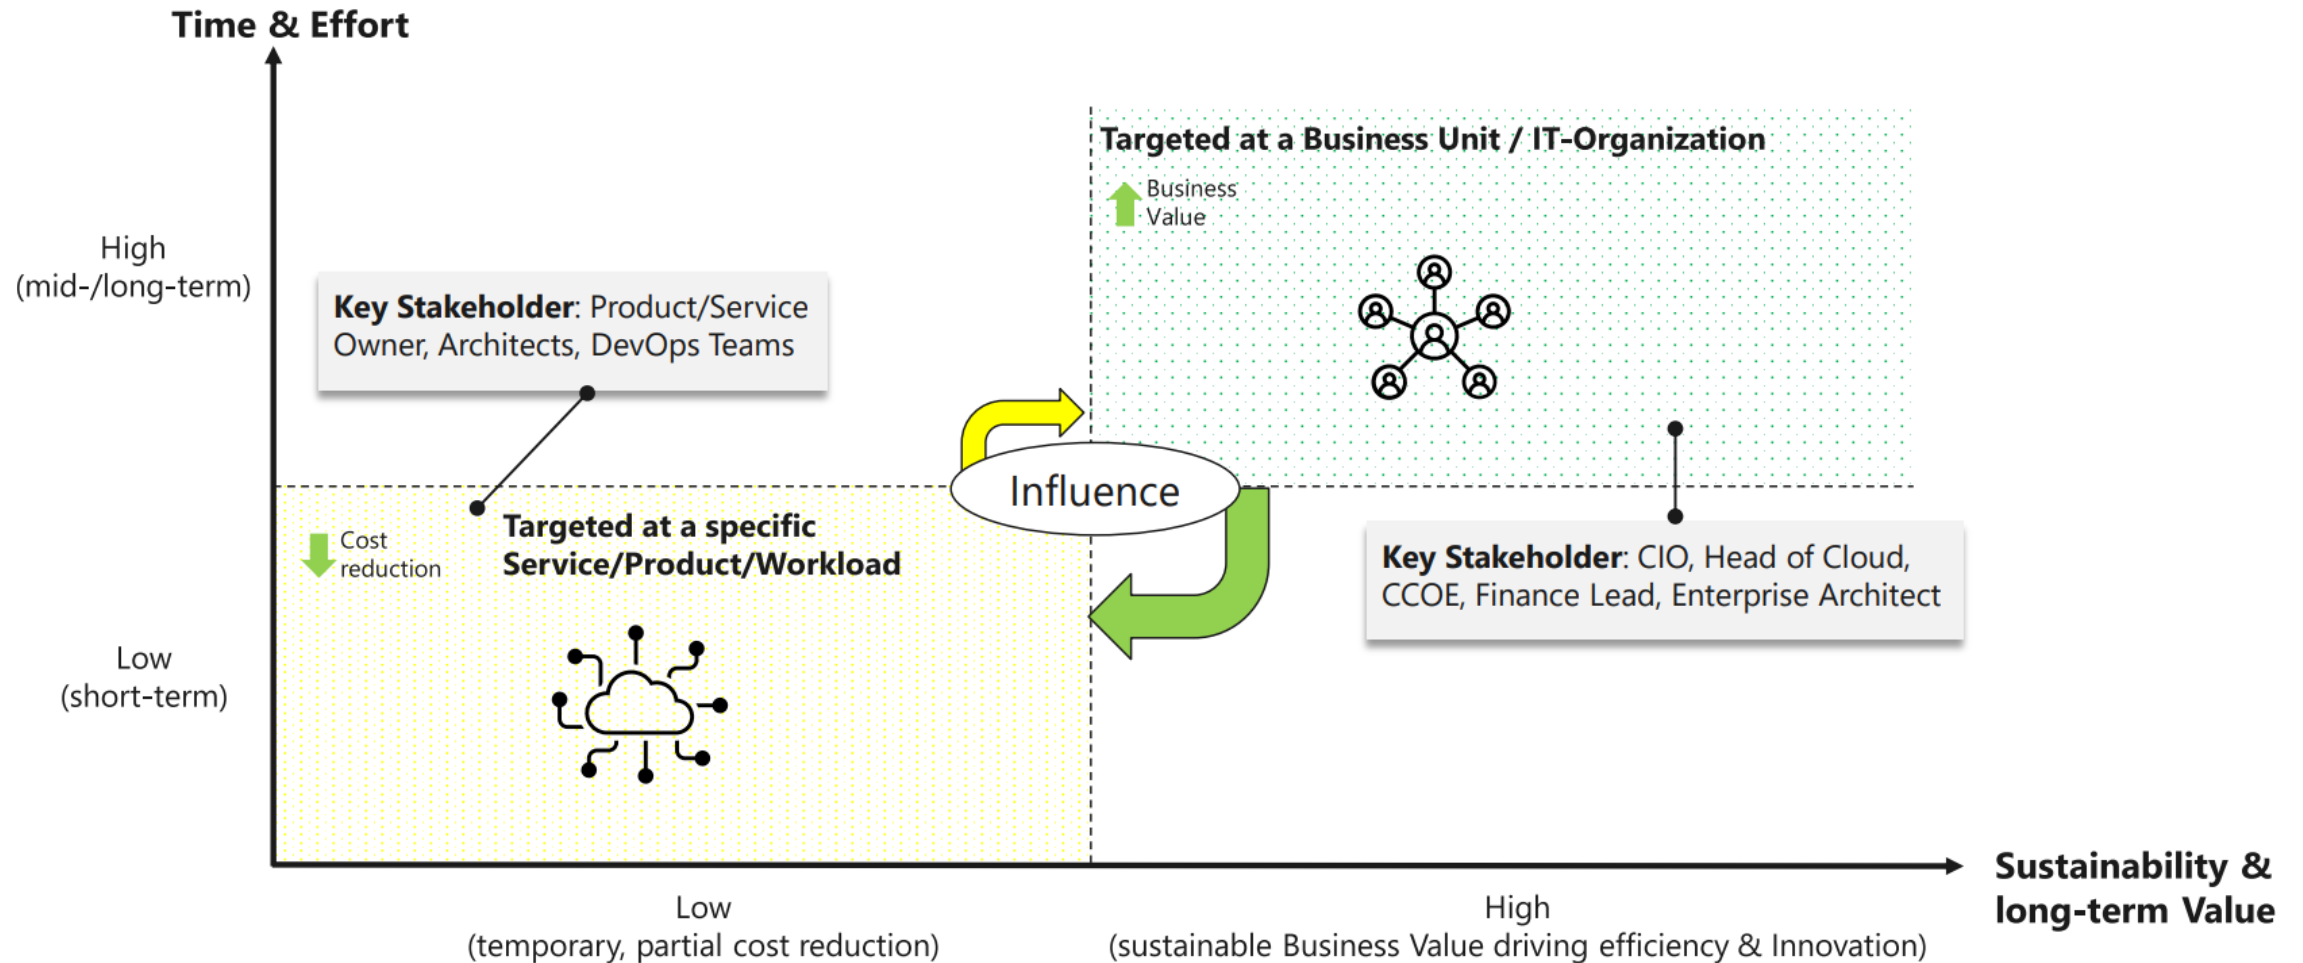 Time & Effort
Targeted at a Business Unit / IT-Organization
Business
Value
High
(mid-/long-term)
Key Stakeholder: Product/Service
Owner, Architects, DevOps Teams
Influence
Cost
reduction
Targeted at a specific
Service/Product/Workload
Key Stakeholder: CIO, Head of Cloud,
CCOE, Finance Lead, Enterprise Architect
Low
(short-term)
Sustainability &
long-term Value
Low
(temporary, partial cost reduction)
High
(sustainable Business Value driving efficiency & Innovation)